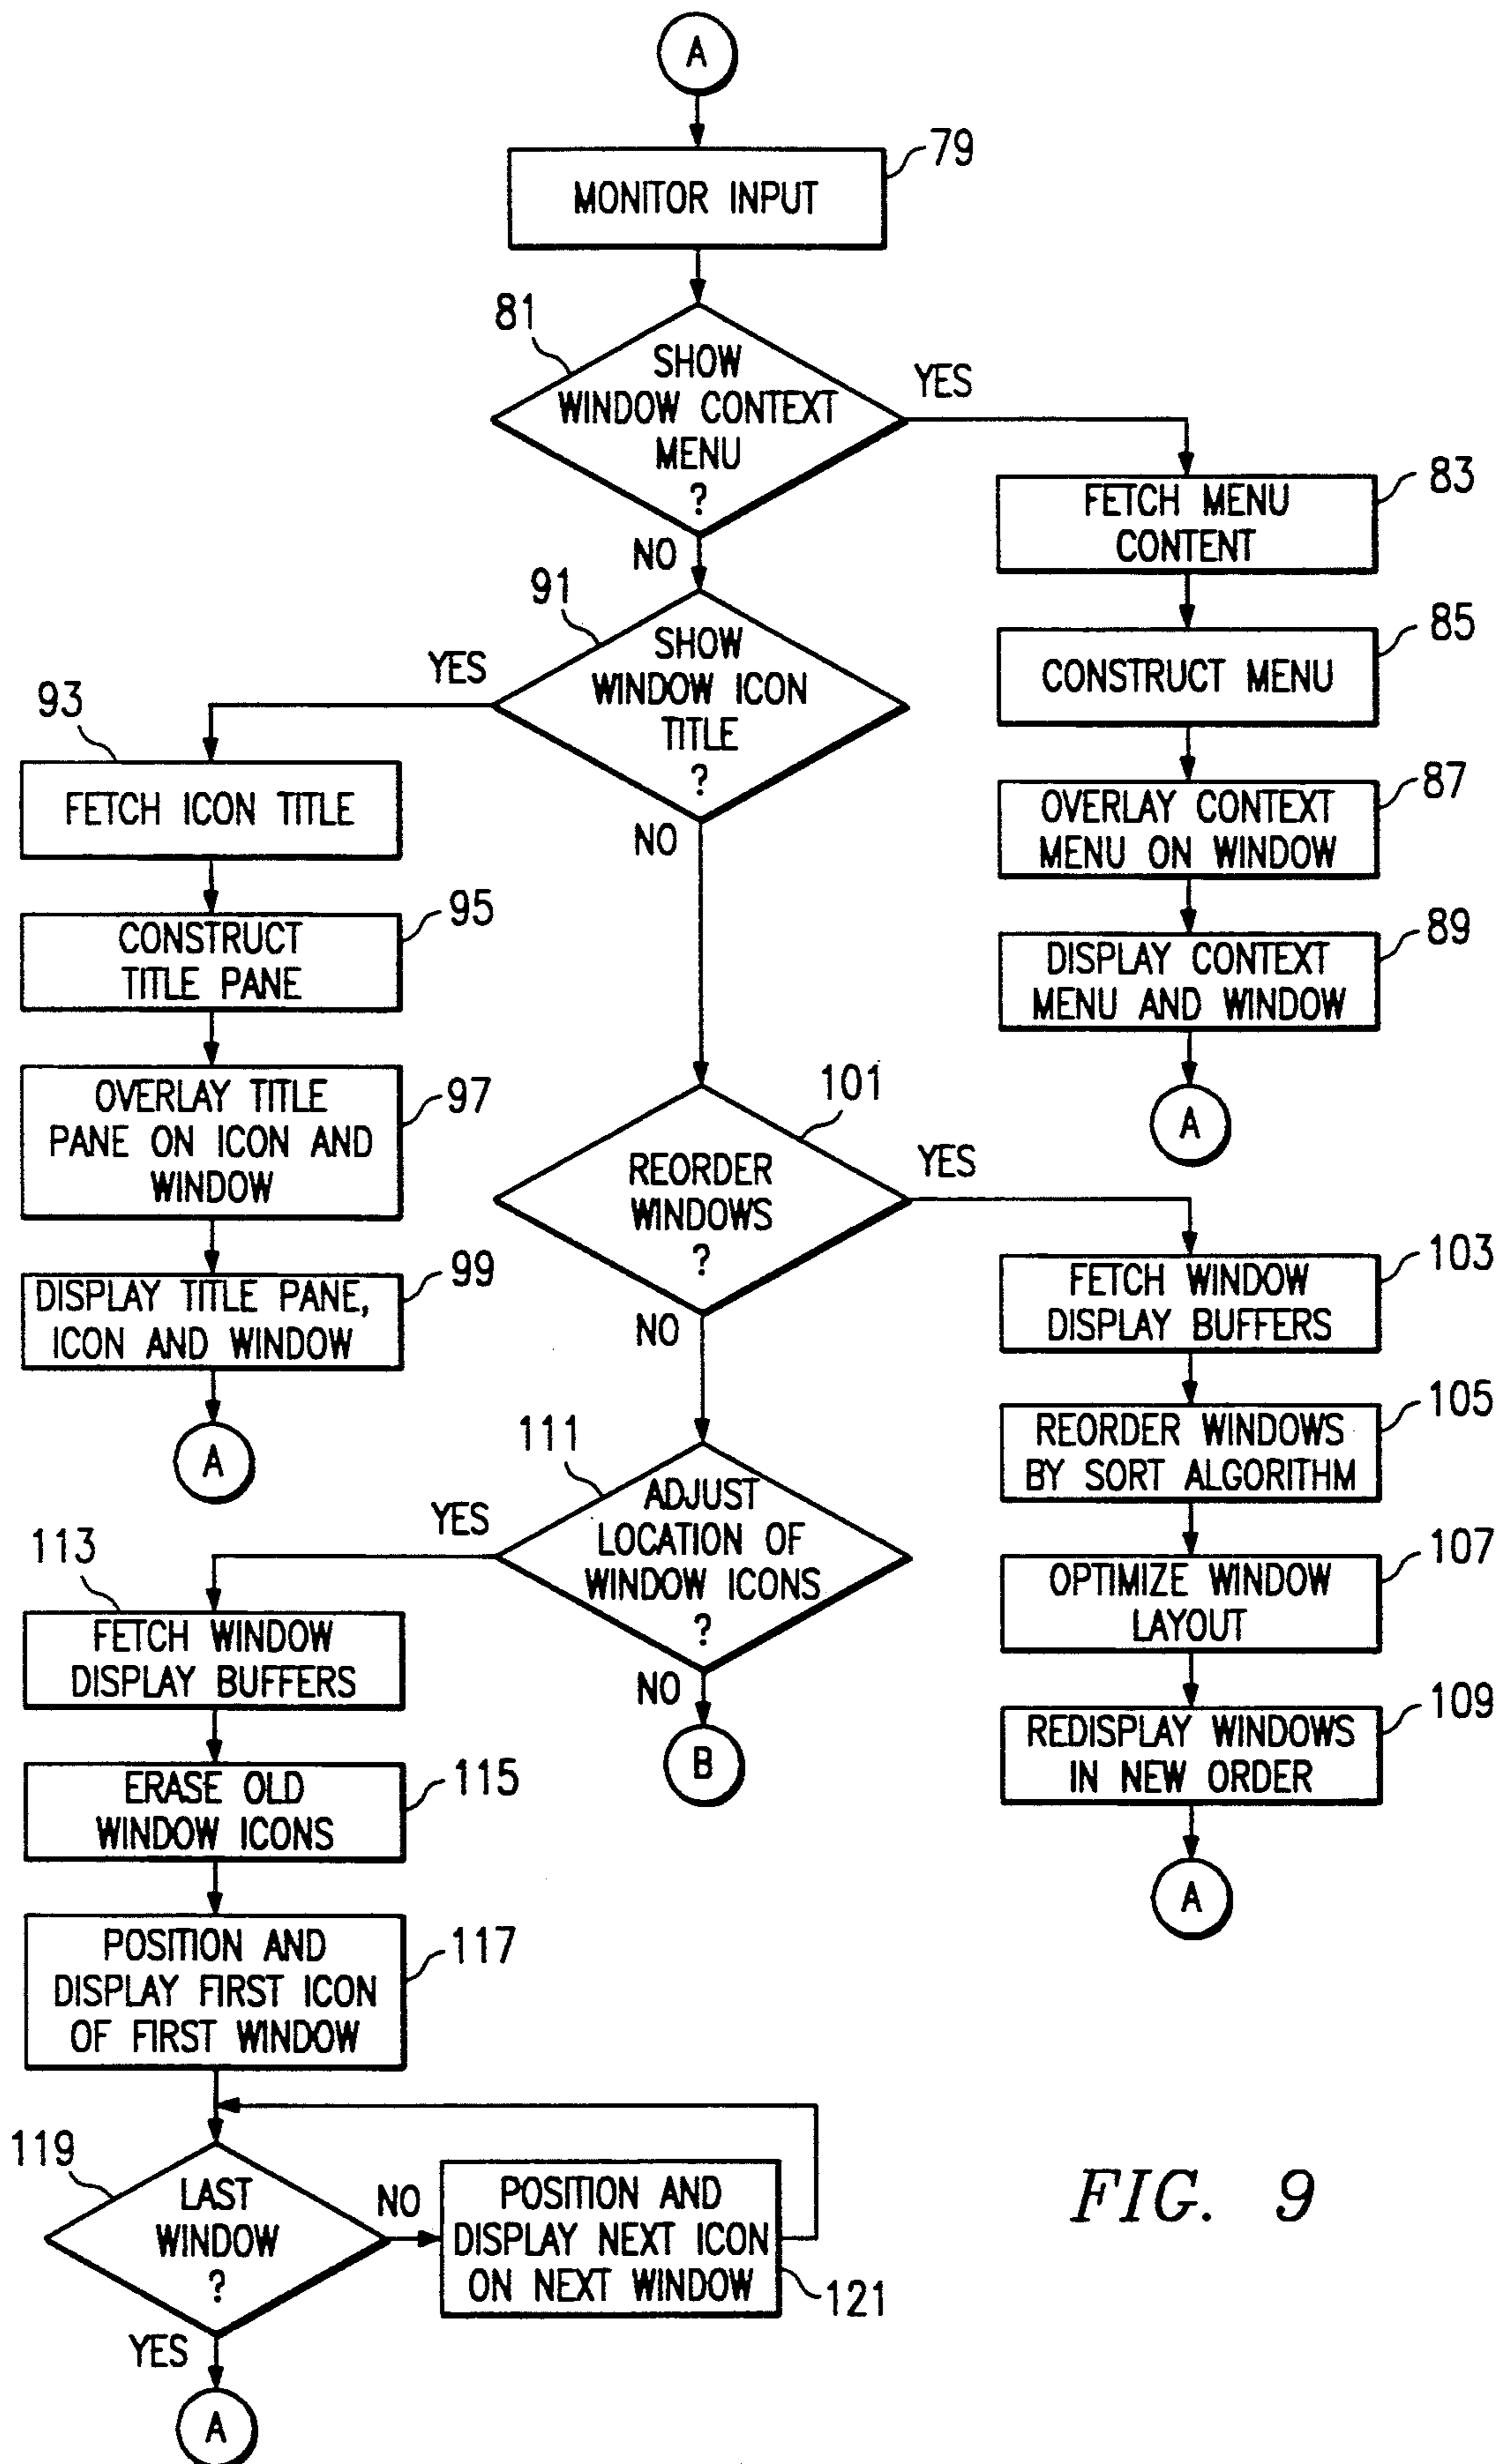 A
79
MONITOR INPUT
81
SHOW
WINDOW CONTEXT
MENU
?
YES
NO
83
FETCH MENU
CONTENT
85
CONSTRUCT MENU
87
OVERLAY CONTEXT
MENU ON WINDOW
89
DISPLAY CONTEXT
MENU AND WINDOW
A
91
SHOW
WINDOW ICON
TITLE
?
YES
NO
93
FETCH ICON TITLE
95
CONSTRUCT
TITLE PANE
97
OVERLAY TITLE
PANE ON ICON AND
WINDOW
99
DISPLAY TITLE PANE,
ICON AND WINDOW
A
101
REORDER
WINDOWS
?
YES
NO
103
FETCH WINDOW
DISPLAY BUFFERS
105
REORDER WINDOWS
BY SORT ALGORITHM
107
OPTIMIZE WINDOW
LAYOUT
109
REDISPLAY WINDOWS
IN NEW ORDER
A
111
ADJUST
LOCATION OF
WINDOW ICONS
?
YES
NO
B
113
FETCH WINDOW
DISPLAY BUFFERS
115
ERASE OLD
WINDOW ICONS
117
POSITION AND
DISPLAY FIRST ICON
OF FIRST WINDOW
119
LAST
WINDOW
?
NO
POSITION AND
DISPLAY NEXT ICON
ON NEXT WINDOW
121
YES
A
FIG. 9